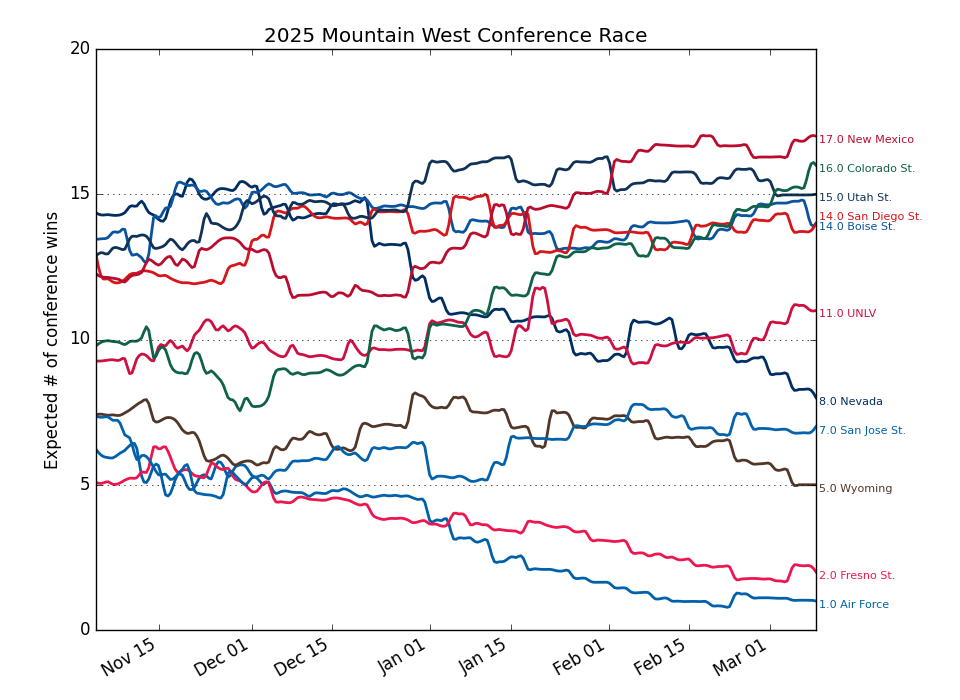 2025 Mountain West Conference Race
Expected # of conference wins
20
15
10
5
0
17.0 New Mexico
16.0 Colorado St.
15.0 Utah St.
14.0 San Diego St.
14.0 Boise St.
11.0 UNLV
8.0 Nevada
7.0 San Jose St.
5.0 Wyoming
2.0 Fresno St.
1.0 Air Force
Nov 15
Dec 01
Dec 15
Jan 01
Jan 15
Feb 01
Feb 15
Mar 01